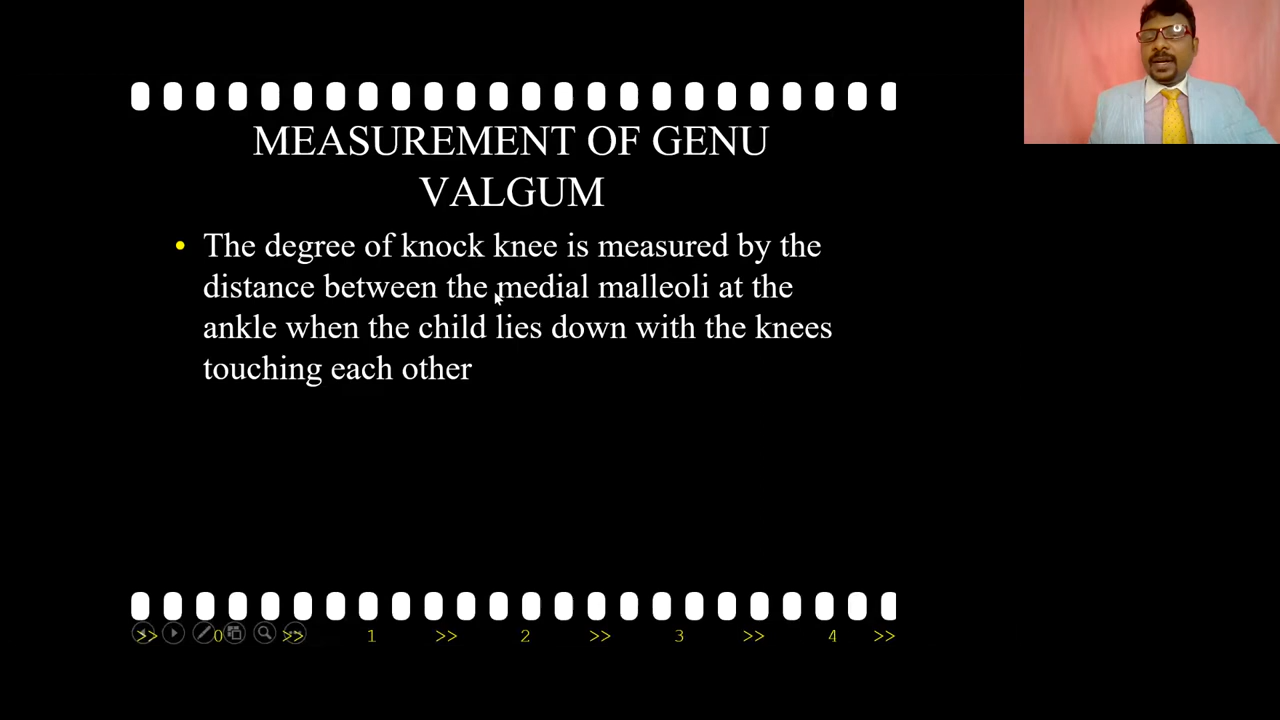 MEASUREMENT OF GENU
VALGUM
• The degree of knock knee is measured by the
distance between the medial malleoli at the
ankle when the child lies down with the knees
touching each other
>> 0 >> 1 >> 2 >> 3 >> 4 >>